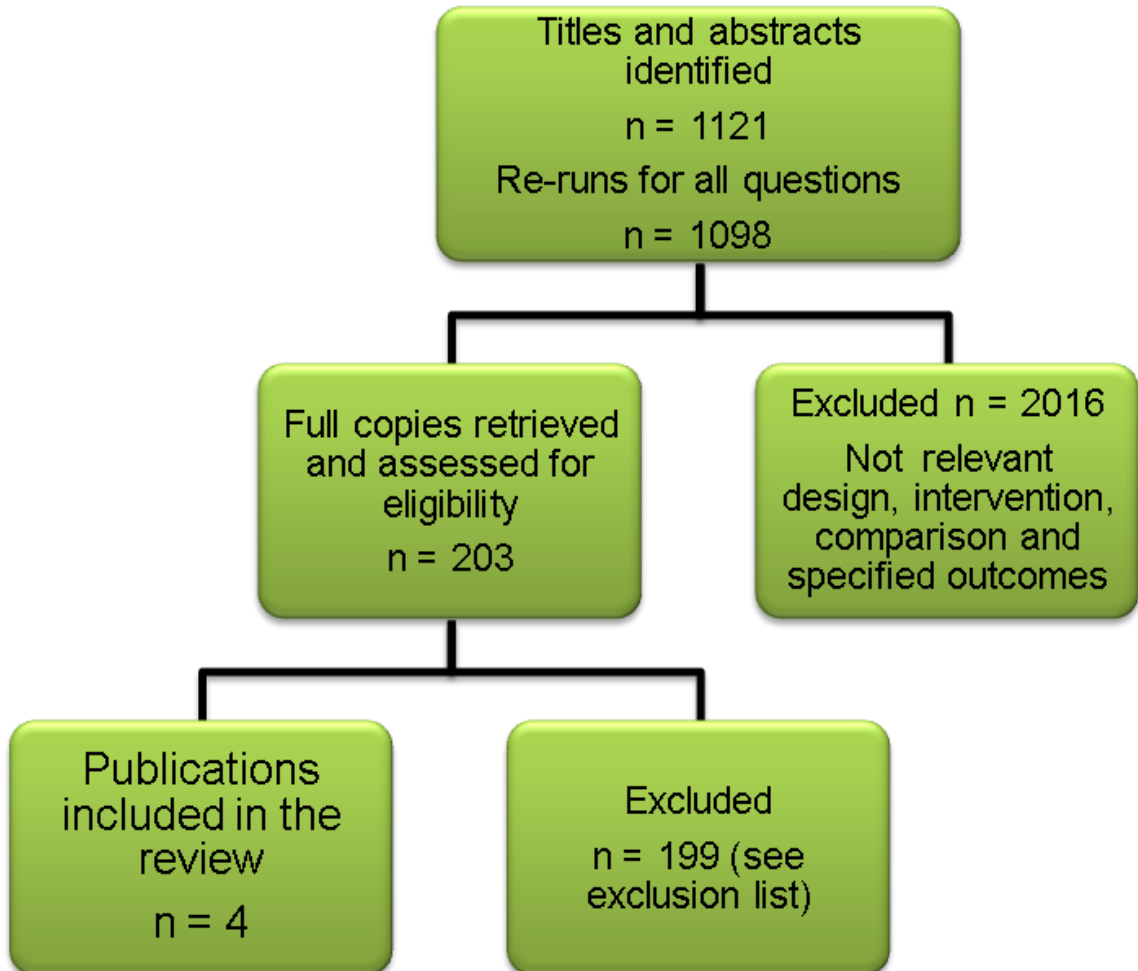 Titles and abstracts
identified
n = 1121
Re-runs for all questions
n = 1098
Full copies retrieved
and assessed for
eligibility
n = 203
Excluded n = 2016
Not relevant
design, intervention,
comparison and
specified outcomes
Publications
included in the
review
n = 4
Excluded
n = 199 (see
exclusion list)